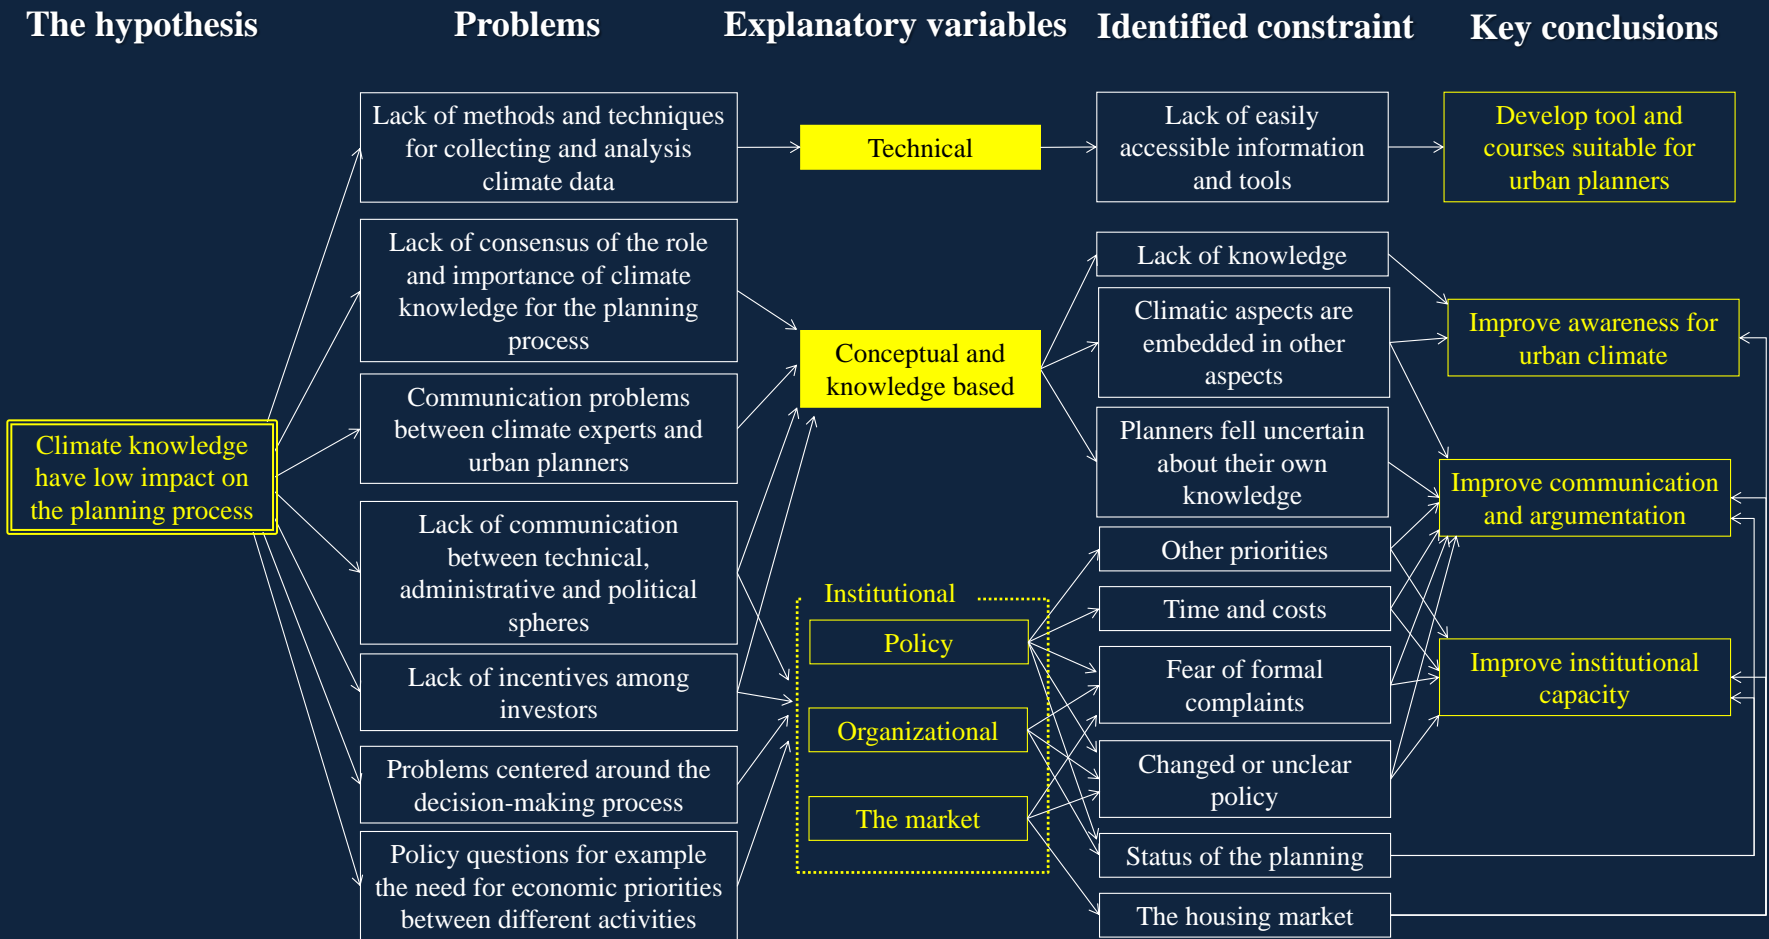 The hypothesis
Problems
Explanatory variables
Identified constraint
Key conclusions
Climate knowledge
have low impact on
the planning process
Lack of methods and techniques
for collecting and analysis
climate data
Lack of consensus of the role
and importance of climate
knowledge for the planning
process
Communication problems
between climate experts and
urban planners
Lack of communication
between technical,
administrative and political
spheres
Lack of incentives among
investors
Problems centered around the
decision-making process
Policy questions for example
the need for economic priorities
between different activities
Technical
Conceptual and
knowledge based
Institutional
Policy
Organizational
The market
Lack of easily
accessible information
and tools
Lack of knowledge
Climatic aspects are
embedded in other
aspects
Planners fell uncertain
about their own
knowledge
Other priorities
Time and costs
Fear of formal
complaints
Changed or unclear
policy
Status of the planning
The housing market
Develop tool and
courses suitable for
urban planners
Improve awareness for
urban climate
Improve communication
and argumentation
Improve institutional
capacity